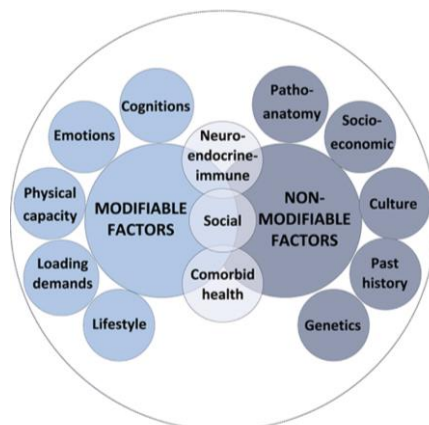 Cognitions
Emotions
Physical
capacity
Loading
demands
Lifestyle
MODIFIABLE
FACTORS
Neuro-
endocrine-
immune
Social
Comorbid
health
NON-
MODIFIABLE
FACTORS
Patho-
anatomy
Socio-
economic
Culture
Past
history
Genetics